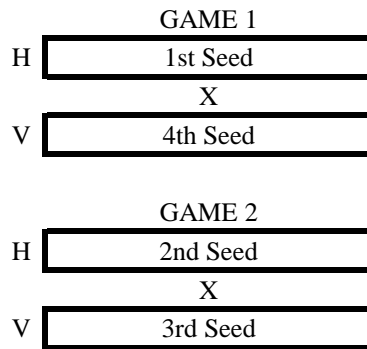 GAME 1
H 1st Seed
X
V 4th Seed
GAME 2
H 2nd Seed
X
V 3rd Seed